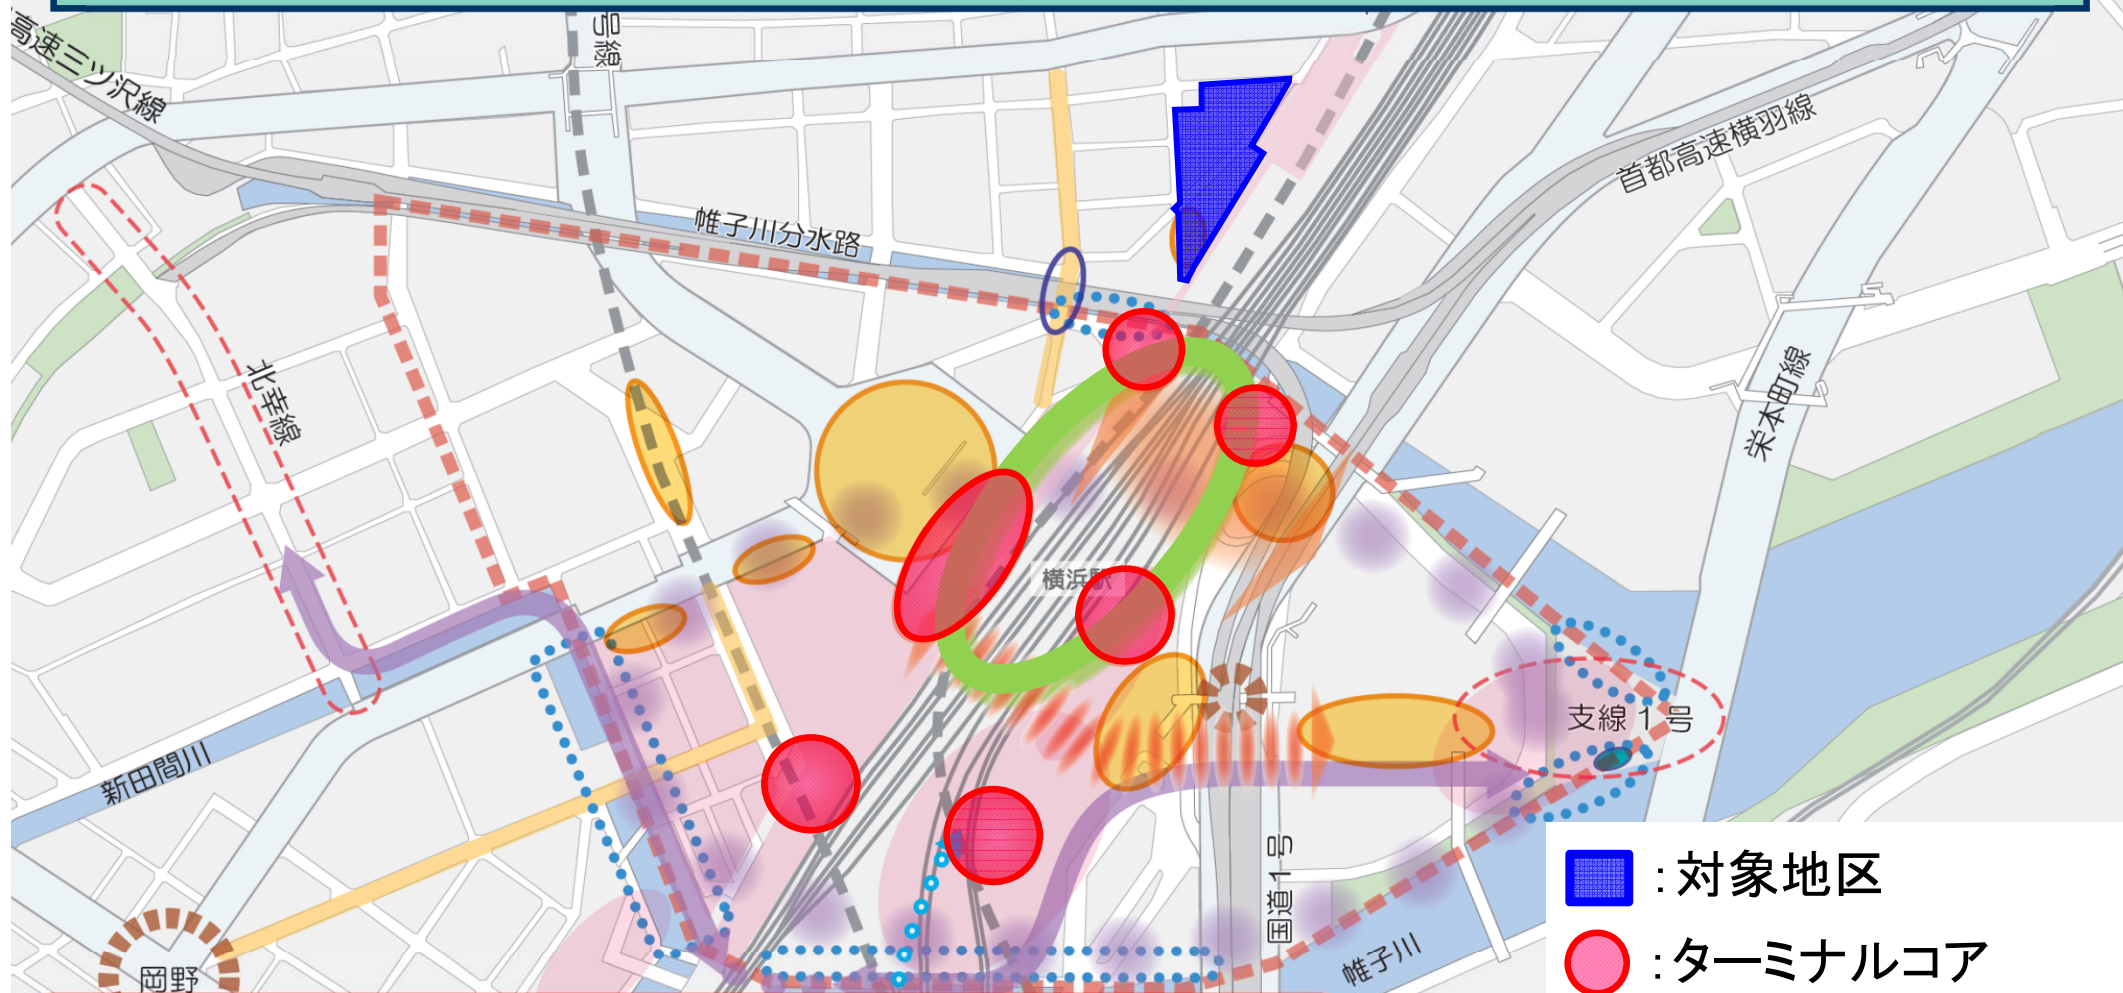 号線
高速三ツ沢線
首都高速横羽線
帷子川分水路
北幸線
栄本町線
横浜駅
支線1号
新田間川
国道1号
岡野
帷子川
:対象地区
:ターミナルコア